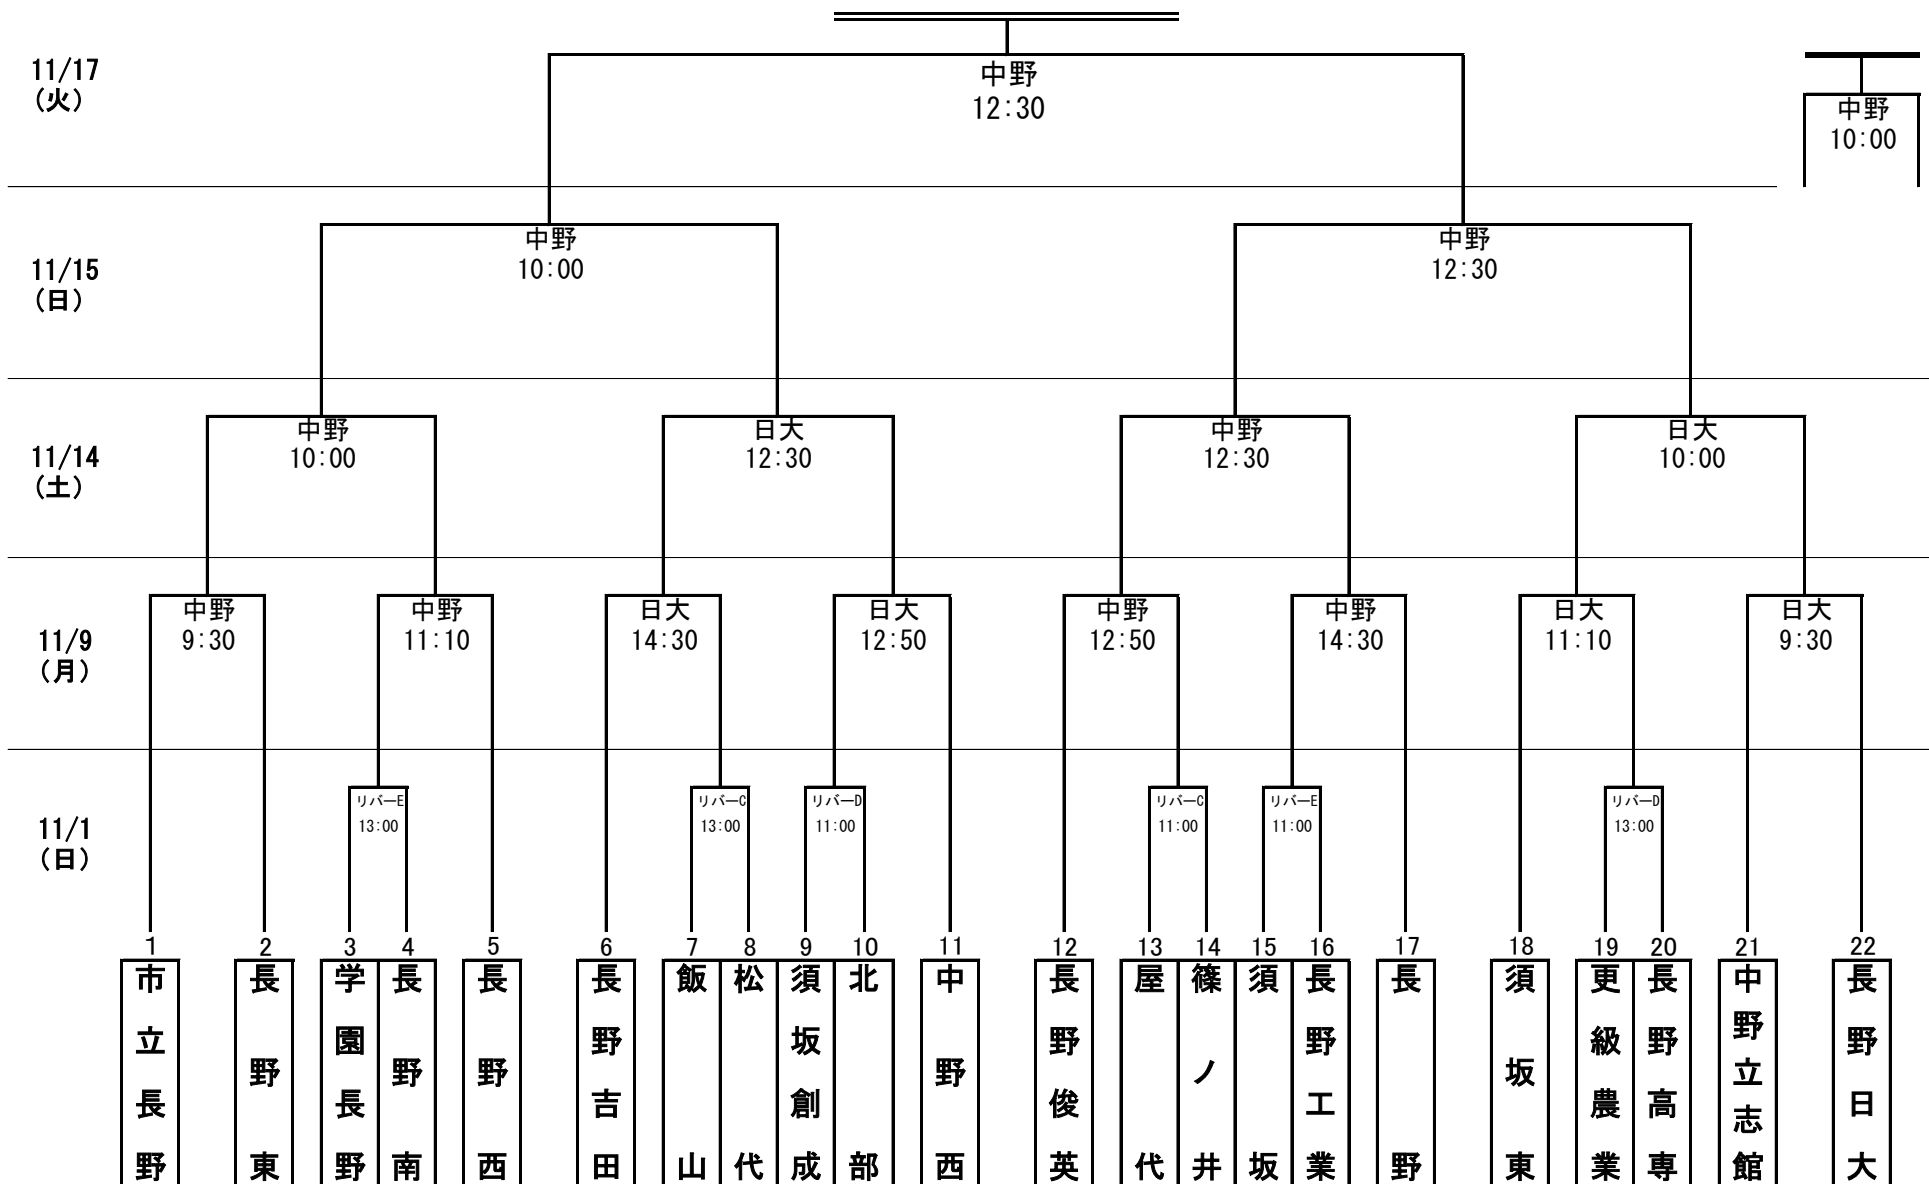 11/17
(火)
中野
12:30
中野
10:00
11/15
(日)
中野
10:00
中野
12:30
11/14
(土)
中野
10:00
日大
12:30
中野
12:30
日大
10:00
11/9
(月)
中野
9:30
中野
11:10
日大
14:30
日大
12:50
中野
12:50
中野
14:30
日大
11:10
日大
9:30
11/1
(日)
リバーE
13:00
リバーC
13:00
リバーD
11:00
リバーC
11:00
リバーE
11:00
リバーD
13:00
1
市立長野
2
長野東
3
学園長野
4
長野南
5
長野西
6
長野吉田
7
飯山
8
松代
9
須坂創成
10
北部
11
中野西
12
長野俊英
13
屋代
14
篠ノ井
15
須坂
16
長野工業
17
長野
18
須坂東
19
更級農業
20
長野高専
21
中野立志館
22
長野日大